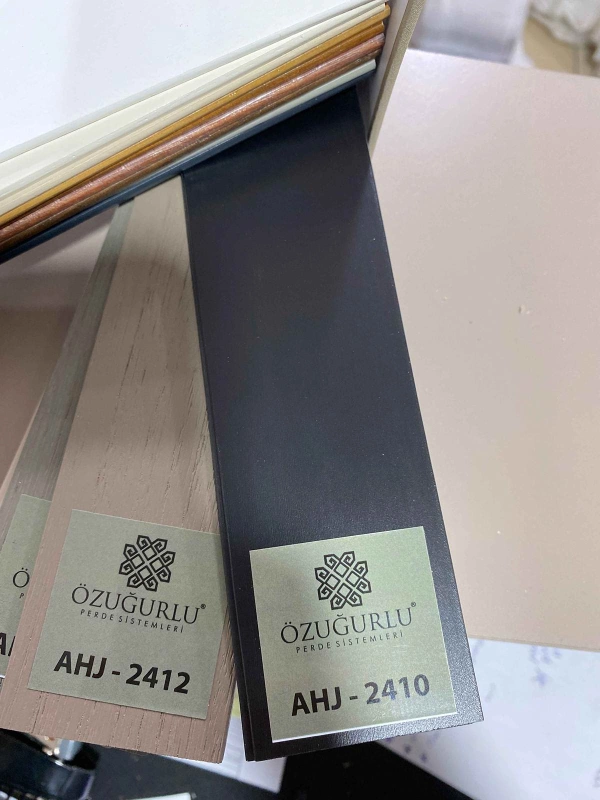 ÖZUĞURLU®
PERDE SİSTEMLERİ
AHJ - 2412
ÖZUĞURLU®
PERDE SİSTEMLERİ
AHJ - 2410